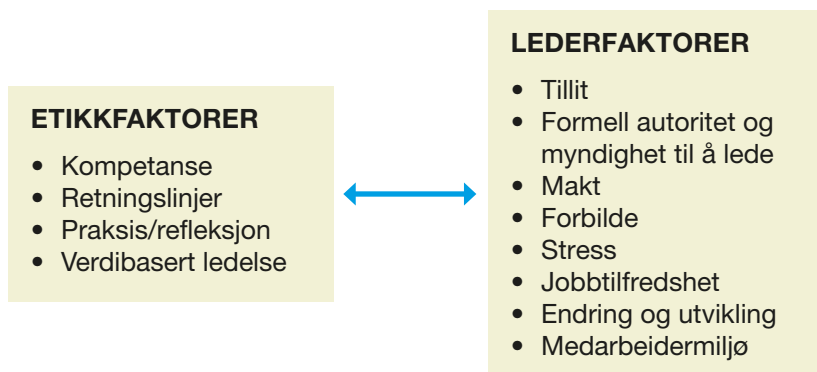 ETIKKFAKTORER
• Kompetanse
• Retningslinjer
• Praksis/refleksjon
• Verdibasert ledelse
LEDERFAKTORER
• Tillit
• Formell autoritet og
myndighet til å lede
• Makt
• Forbilde
• Stress
• Jobbtilfredshet
• Endring og utvikling
• Medarbeidermiljø